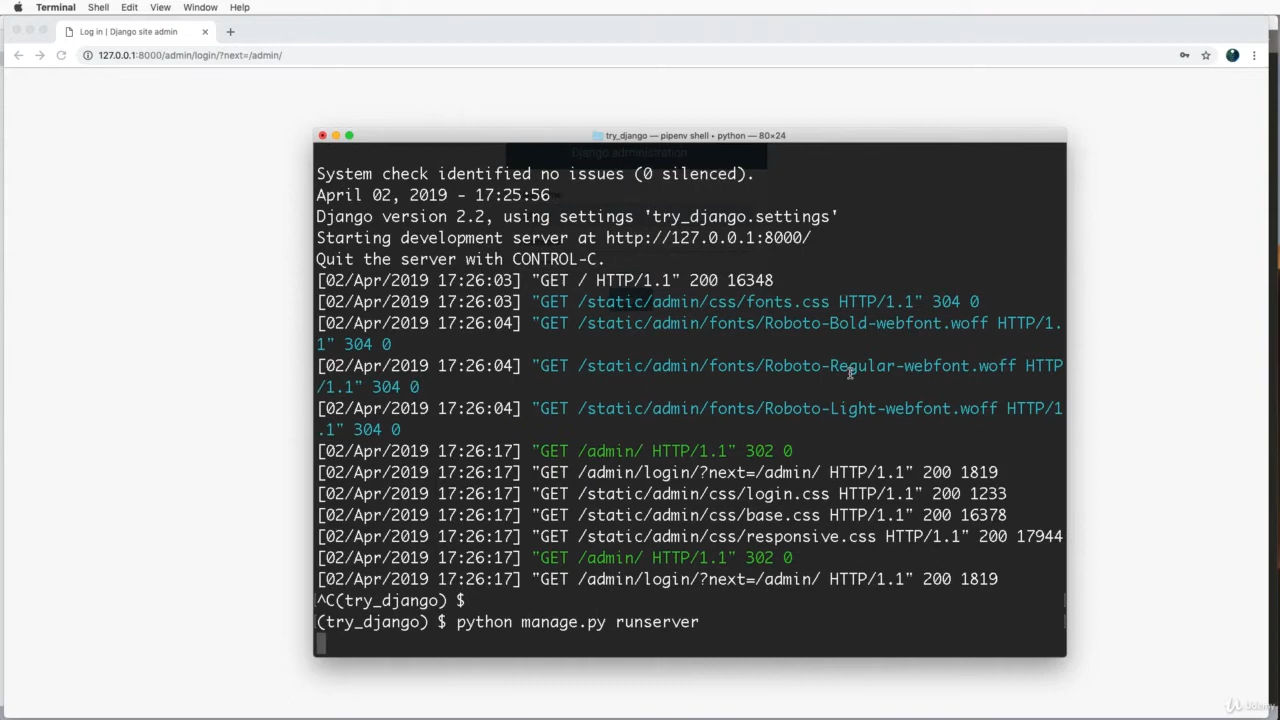 Terminal Shell Edit View Window Help
Log in | Django site admin
127.0.0.1:8000/admin/login/?next=/admin/
try_django — pipenv shell • python — 80×24
Django administration
System check identified no issues (0 silenced).
April 02, 2019 - 17:25:56
Django version 2.2, using settings 'try_django.settings'
Starting development server at http://127.0.0.1:8000/
Quit the server with CONTROL-C.
[02/Apr/2019 17:26:03] "GET / HTTP/1.1" 200 16348
[02/Apr/2019 17:26:03] "GET /static/admin/css/fonts.css HTTP/1.1" 304 0
[02/Apr/2019 17:26:04] "GET /static/admin/fonts/Roboto-Bold-webfont.woff HTTP/1.
1" 304 0
[02/Apr/2019 17:26:04] "GET /static/admin/fonts/Roboto-Regular-webfont.woff HTTP
/1.1" 304 0
[02/Apr/2019 17:26:04] "GET /static/admin/fonts/Roboto-Light-webfont.woff HTTP/1
.1" 304 0
[02/Apr/2019 17:26:17] "GET /admin/ HTTP/1.1" 302 0
[02/Apr/2019 17:26:17] "GET /admin/login/?next=/admin/ HTTP/1.1" 200 1819
[02/Apr/2019 17:26:17] "GET /static/admin/css/login.css HTTP/1.1" 200 1233
[02/Apr/2019 17:26:17] "GET /static/admin/css/base.css HTTP/1.1" 200 16378
[02/Apr/2019 17:26:17] "GET /static/admin/css/responsive.css HTTP/1.1" 200 17944
[02/Apr/2019 17:26:17] "GET /admin/ HTTP/1.1" 302 0
[02/Apr/2019 17:26:17] "GET /admin/login/?next=/admin/ HTTP/1.1" 200 1819
^C(try_django) $
(try_django) $ python manage.py runserver
Udemy